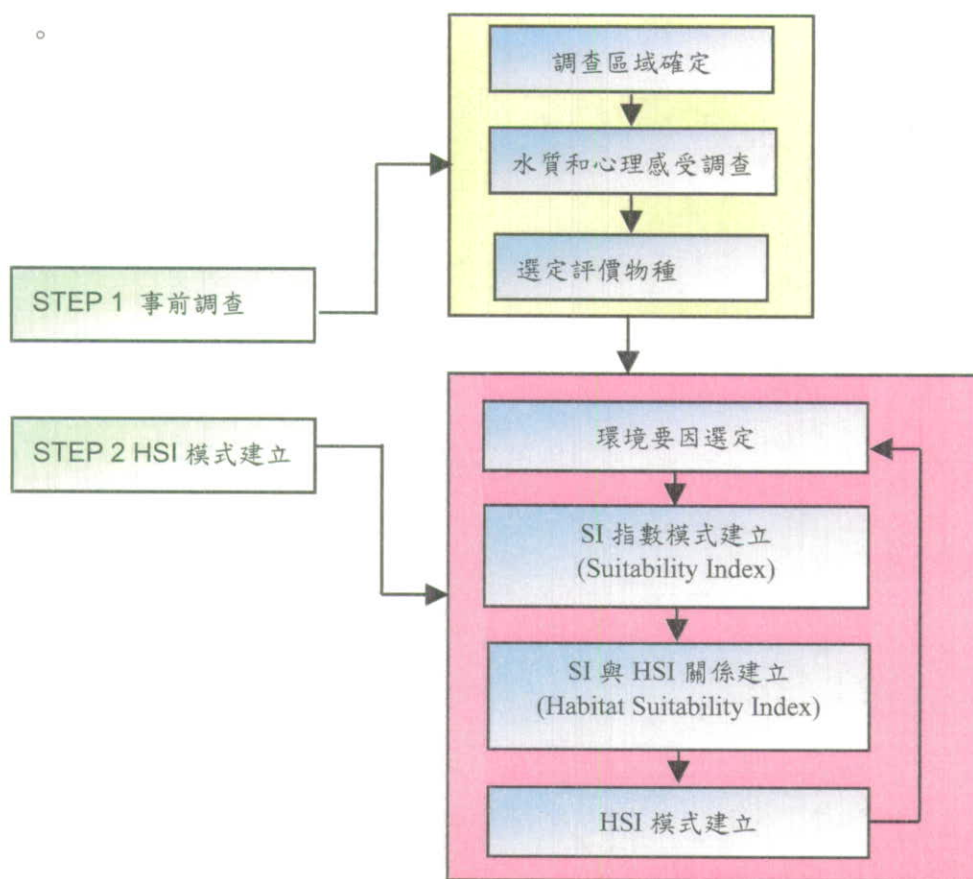 。
調查區域確定
水質和心理感受調查
選定評價物種
STEP 1 事前調查
STEP 2 HSI 模式建立
環境要因選定
SI 指數模式建立
(Suitability Index)
SI 與 HSI 關係建立
(Habitat Suitability Index)
HSI 模式建立